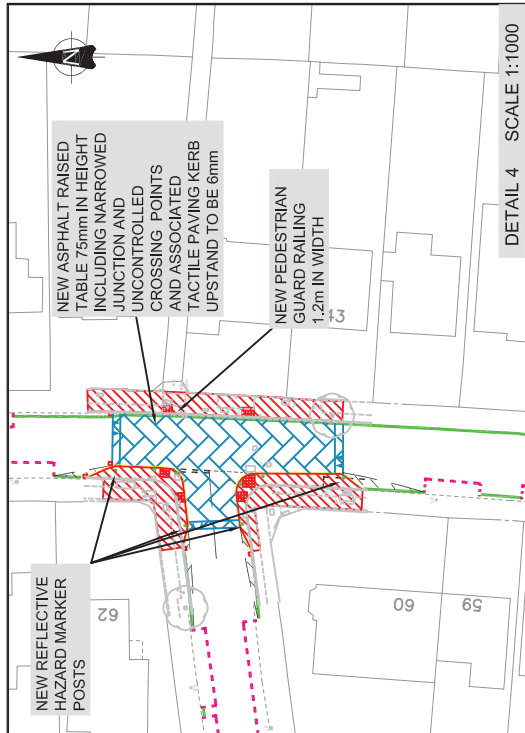 N
NEW ASPHALT RAISED
TABLE 75mm IN HEIGHT
INCLUDING NARROWED
JUNCTION AND
UNCONTROLLED
CROSSING POINTS
AND ASSOCIATED
TACTILE PAVING KERB
UPSTAND TO BE 6mm
NEW PEDESTRIAN
GUARD RAILING
1.2m IN WIDTH
43
NEW REFLECTIVE
HAZARD MARKER
POSTS
62
60
59
DETAIL 4 SCALE 1:1000